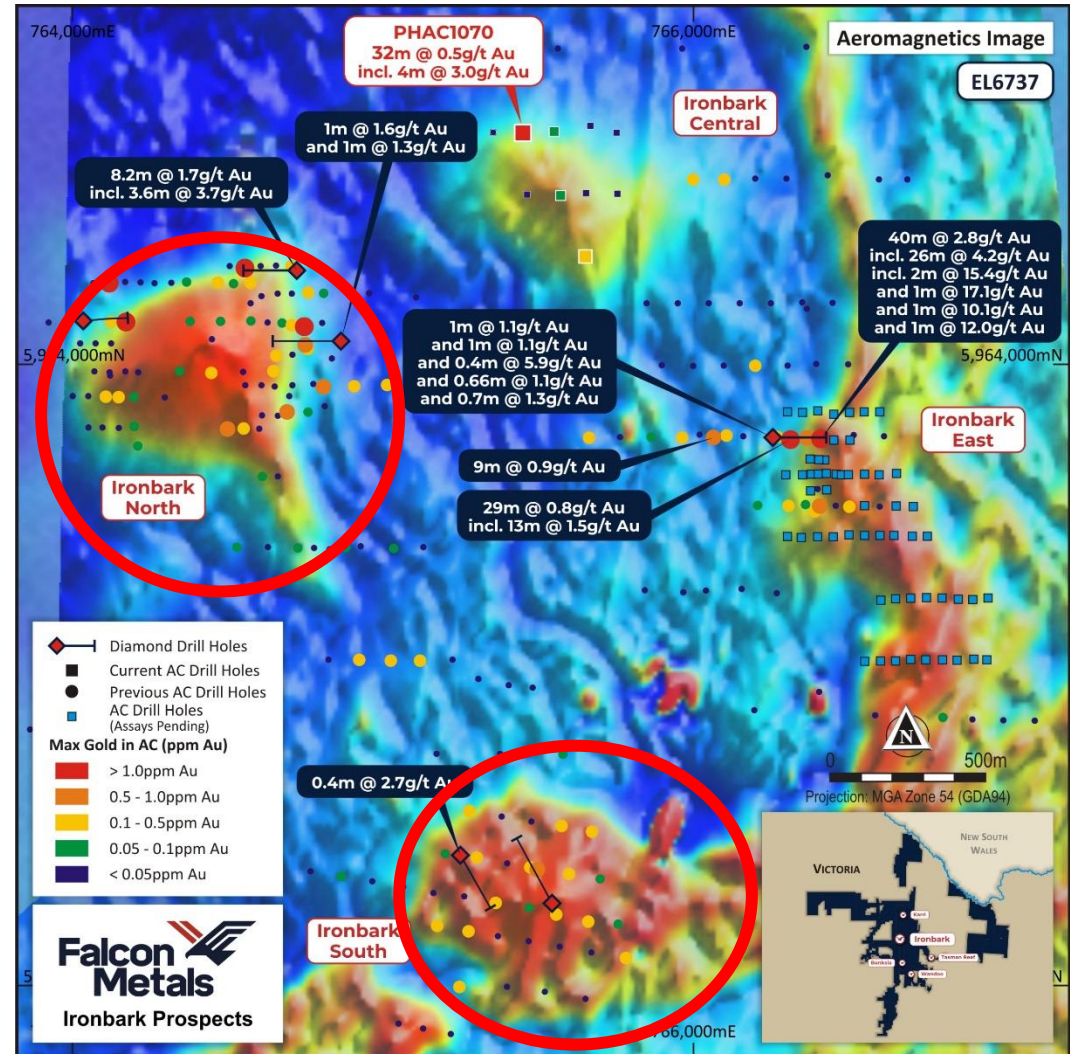 764,000mE
766,000mE
Aeromagnetics Image
EL6737
PHAC1070
32m @ 0.5g/t Au
incl. 4m @ 3.0g/t Au
Ironbark
Central
1m @ 1.6g/t Au
and 1m @ 1.3g/t Au
8.2m @ 1.7g/t Au
incl. 3.6m @ 3.7g/t Au
40m @ 2.8g/t Au
incl. 26m @ 4.2g/t Au
incl. 2m @ 15.4g/t Au
and 1m @ 17.1g/t Au
and 1m @ 10.1g/t Au
and 1m @ 12.0g/t Au
1m @ 1.1g/t Au
and 1m @ 1.1g/t Au
and 0.4m @ 5.9g/t Au
and 0.66m @ 1.1g/t Au
and 0.7m @ 1.3g/t Au
5,964,000mN
5,964,000mN
Ironbark
East
9m @ 0.9g/t Au
29m @ 0.8g/t Au
incl. 13m @ 1.5g/t Au
Ironbark
North
Diamond Drill Holes
Current AC Drill Holes
Previous AC Drill Holes
AC Drill Holes
(Assays Pending)
Max Gold in AC (ppm Au)
> 1.0ppm Au
0.5 - 1.0ppm Au
0.1 - 0.5ppm Au
0.05 - 0.1ppm Au
< 0.05ppm Au
N
0 500m
Projection: MGA Zone 54 (GDA94)
0.4m @ 2.7g/t Au
Ironbark
South
Falcon
Metals
Ironbark Prospects
766,000mE
NEW SOUTH
WALES
VICTORIA
Karri
Ironbark
Banksia
Tasman Reef
Wandoo